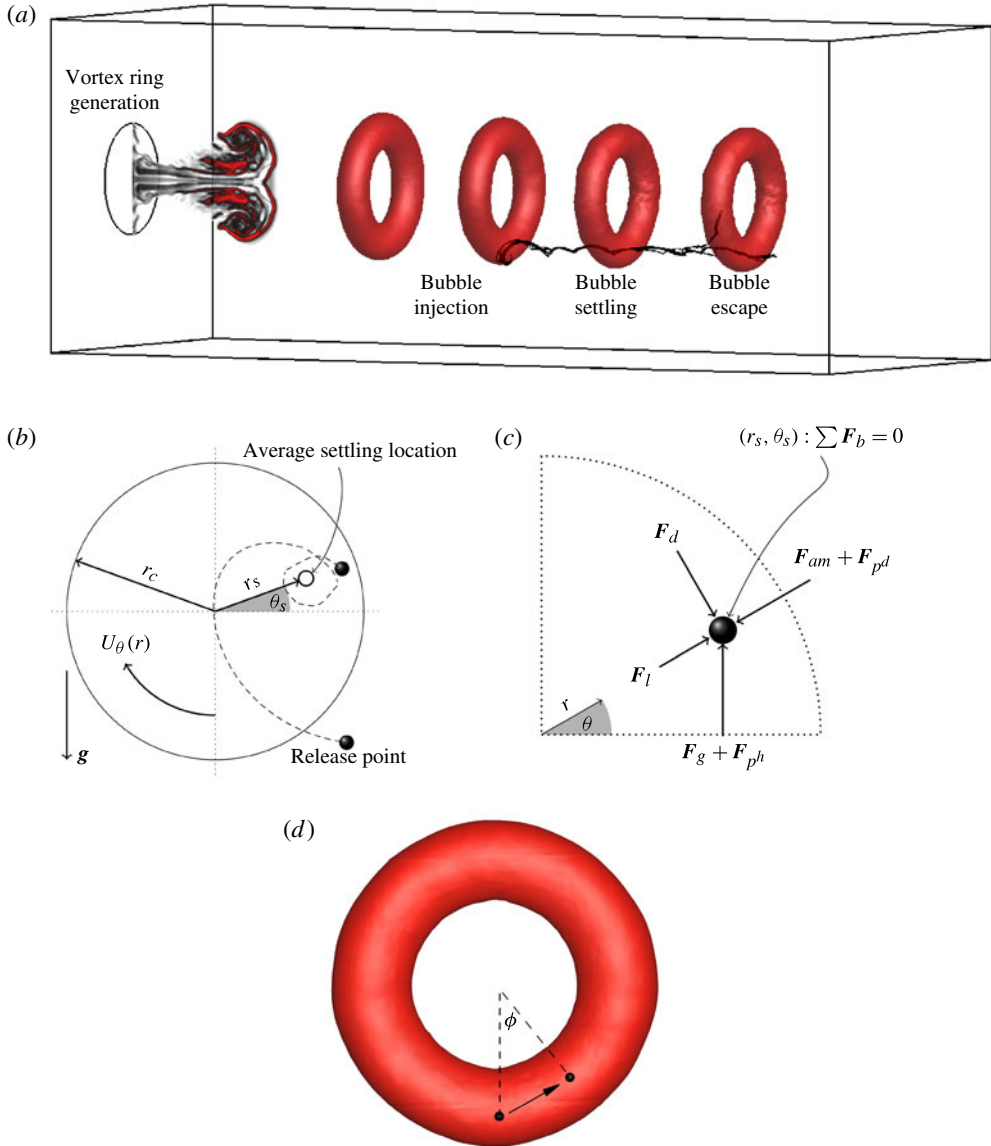 (a)
Vortex ring
generation
Bubble
injection
Bubble
settling
Bubble
escape
(b)
Average settling location
r_c
r_s
θ_s
U_θ(r)
g
Release point
(c)
(r_s, θ_s) : ∑ F_b = 0
F_d
F_am + F_p^d
F_l
r
θ
F_g + F_p^h
(d)
ϕ